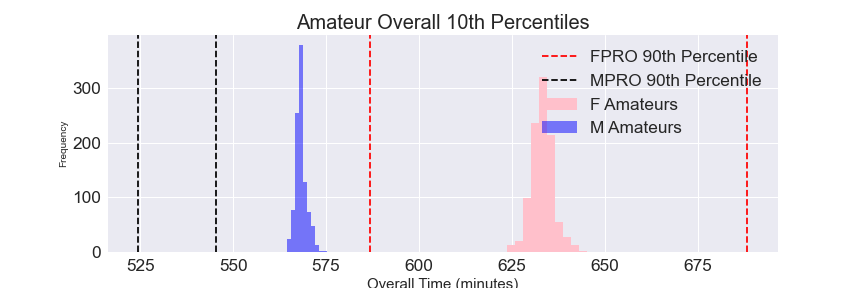 Amateur Overall 10th Percentiles
FPRO 90th Percentile
MPRO 90th Percentile
F Amateurs
M Amateurs
Frequency
300
200
100
0
525 550 575 600 625 650 675
Overall Time (minutes)